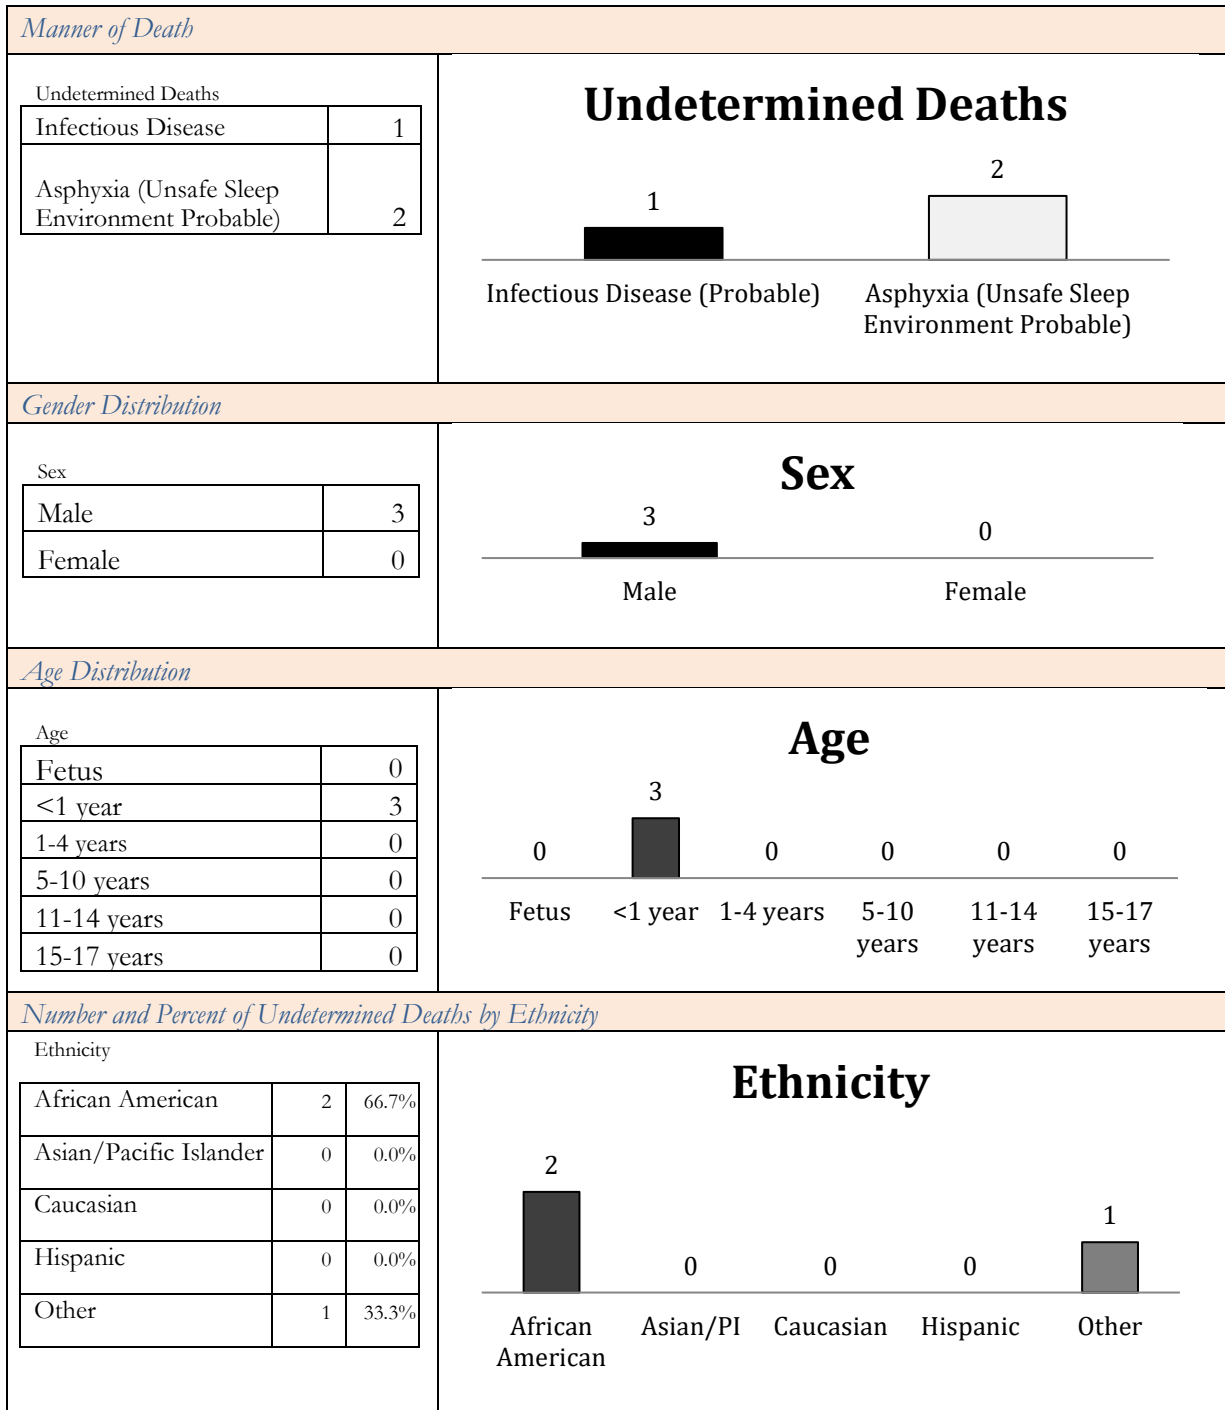 Manner of Death
Undetermined Deaths
Infectious Disease 1
Asphyxia (Unsafe Sleep
Environment Probable) 2
Undetermined Deaths
1
2
Infectious Disease (Probable)
Asphyxia (Unsafe Sleep
Environment Probable)
Gender Distribution
Sex
Male 3
Female 0
Sex
3
0
Male
Female
Age Distribution
Age
Fetus 0
<1 year 3
1-4 years 0
5-10 years 0
11-14 years 0
15-17 years 0
Age
0 3 0 0 0 0
Fetus <1 year 1-4 years 5-10 11-14 15-17
years years years
Number and Percent of Undetermined Deaths by Ethnicity
Ethnicity
African American 2 66.7%
Asian/Pacific Islander 0 0.0%
Caucasian 0 0.0%
Hispanic 0 0.0%
Other 1 33.3%
Ethnicity
2 0 0 0 1
African Asian/PI Caucasian Hispanic Other
American